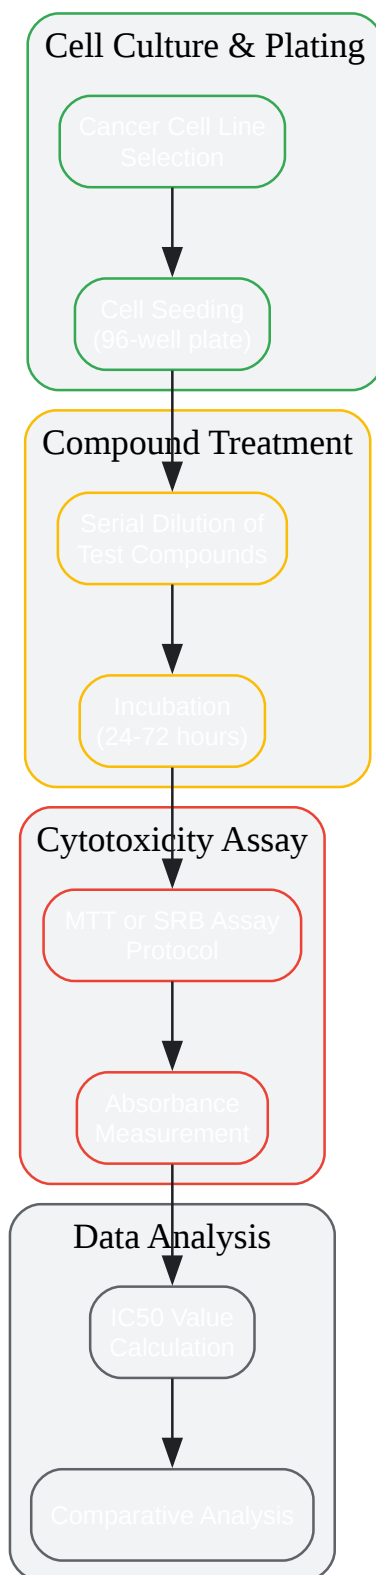 Cell Culture & Plating
Cancer Cell Line
Selection
Cell Seeding
(96-well plate)
Compound Treatment
Serial Dilution of
Test Compounds
Incubation
(24-72 hours)
Cytotoxicity Assay
MTT or SRB Assay
Protocol
Absorbance
Measurement
Data Analysis
IC50 Value
Calculation
Comparative Analysis